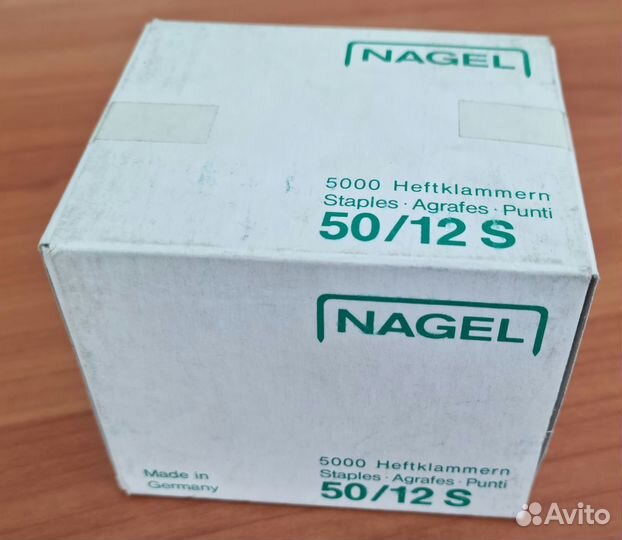 NAGEL
5000 Heftklammern
Staples · Agrafes · Punti
50/12 S
NAGEL
Made in
Germany
5000 Heftklammern
Staples · Agrafes · Punti
50/12 S
Avito